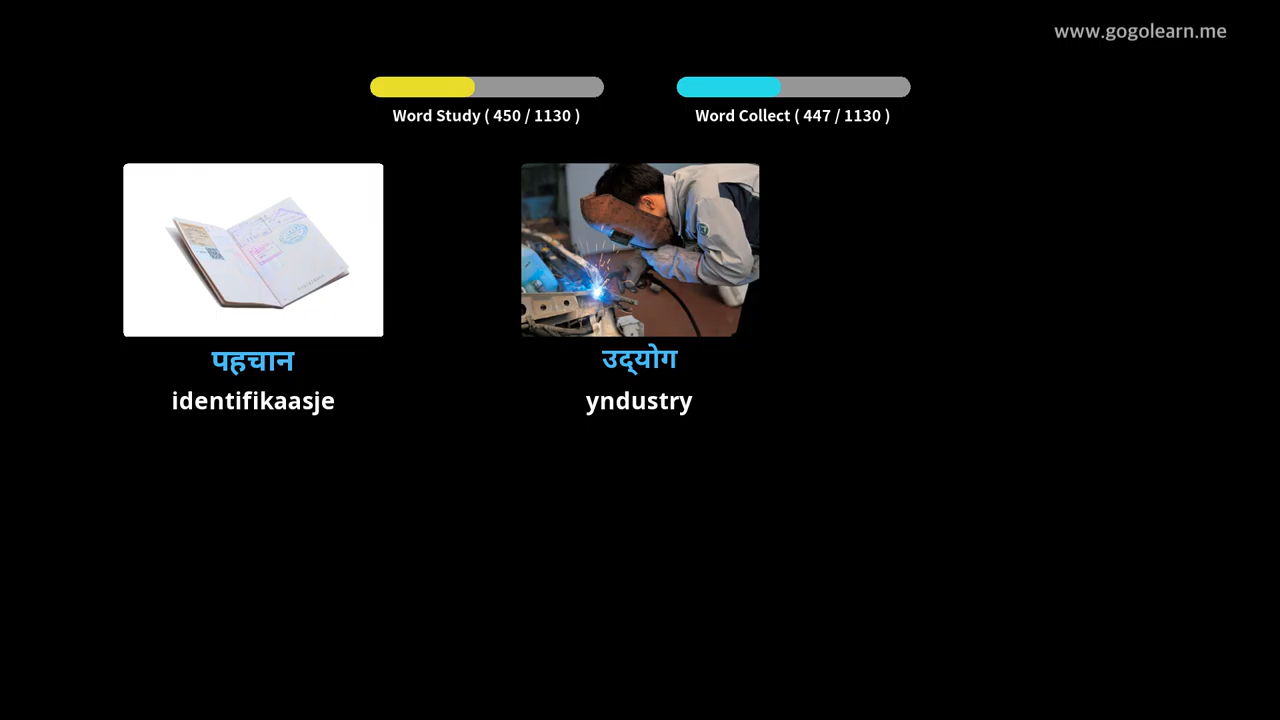 www.gogolearn.me
Word Study ( 450 / 1130 )
Word Collect ( 447 / 1130 )
पहचान
identifikaasje
उद्योग
yndustry